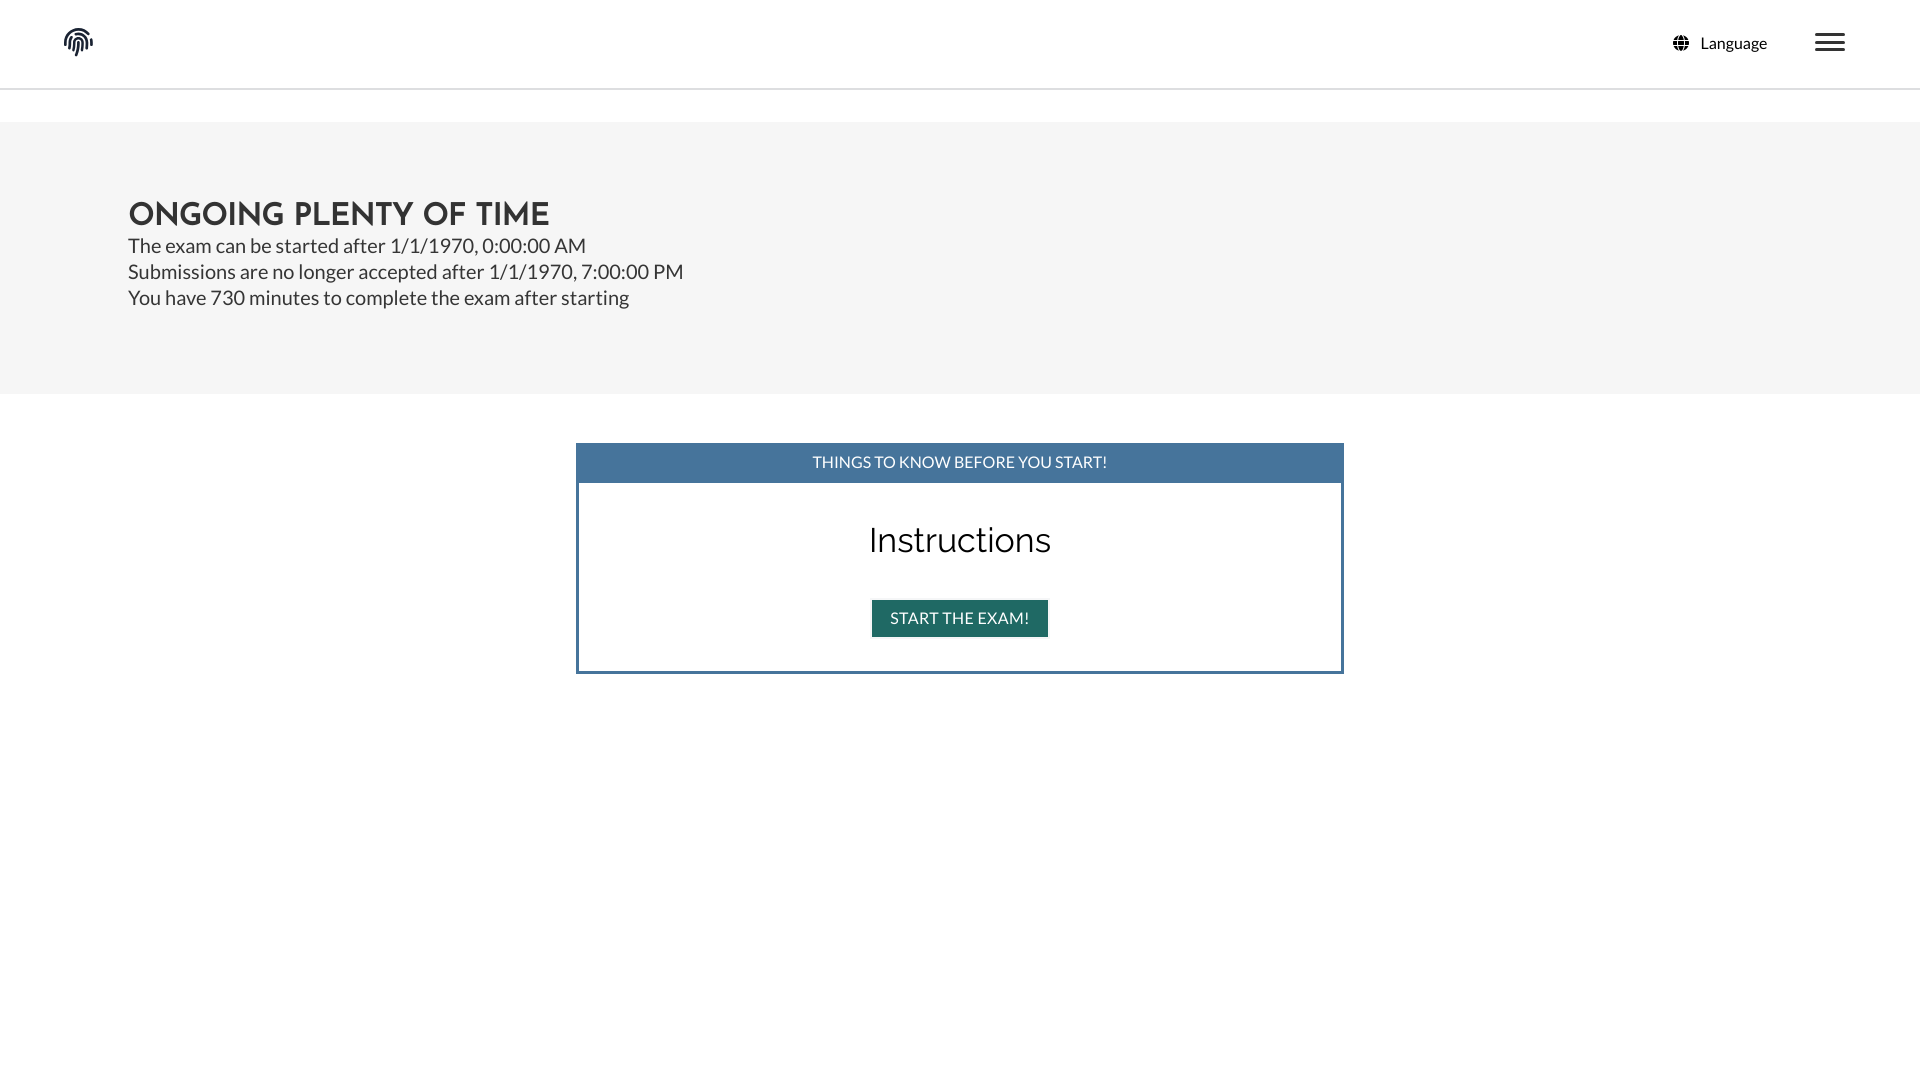 Language
ONGOING PLENTY OF TIME
The exam can be started after 1/1/1970, 0:00:00 AM
Submissions are no longer accepted after 1/1/1970, 7:00:00 PM
You have 730 minutes to complete the exam after starting
THINGS TO KNOW BEFORE YOU START!
Instructions
START THE EXAM!